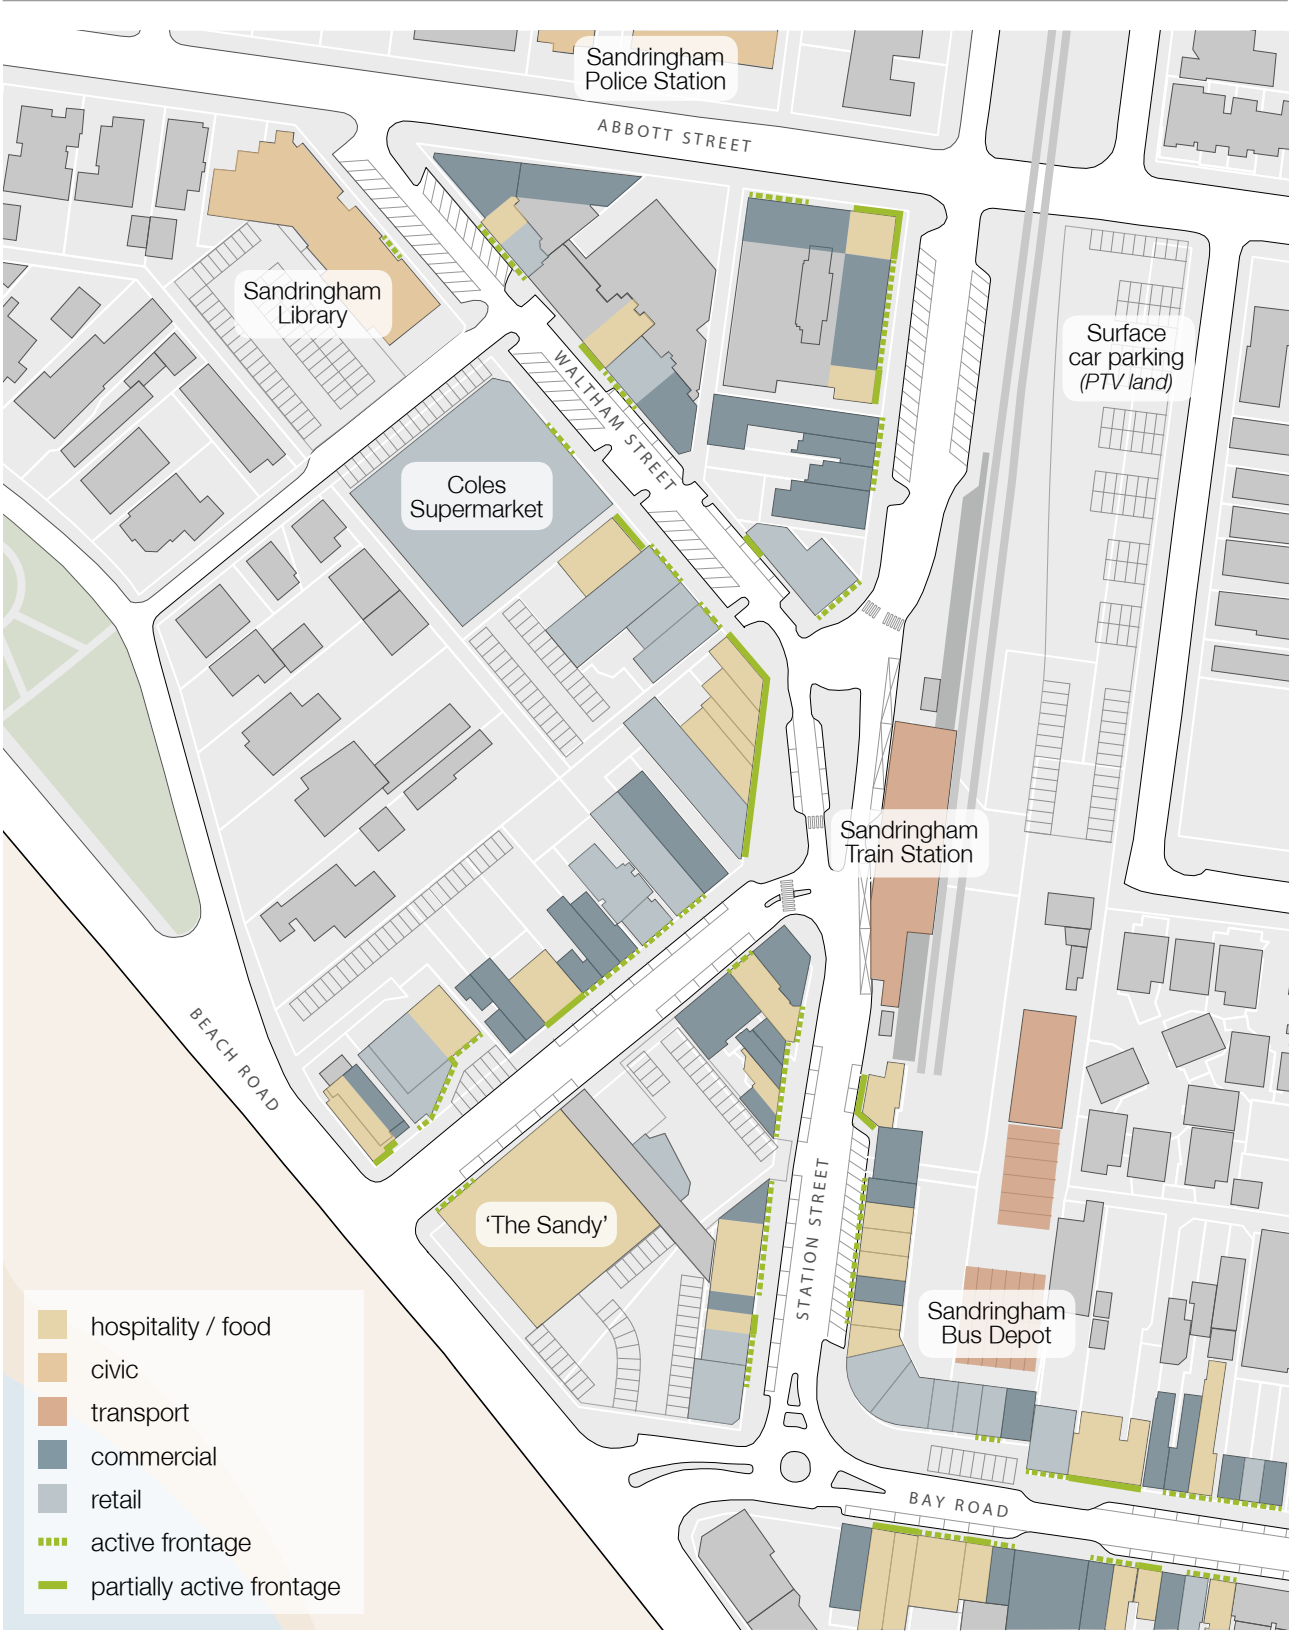 Sandringham
Police Station
ABBOTT STREET
Sandringham
Library
Surface
car parking
(PTV land)
WALTHAM STREET
Coles
Supermarket
Sandringham
Train Station
BEACH ROAD
'The Sandy'
STATION STREET
Sandringham
Bus Depot
hospitality / food
civic
transport
commercial
retail
active frontage
partially active frontage
BAY ROAD